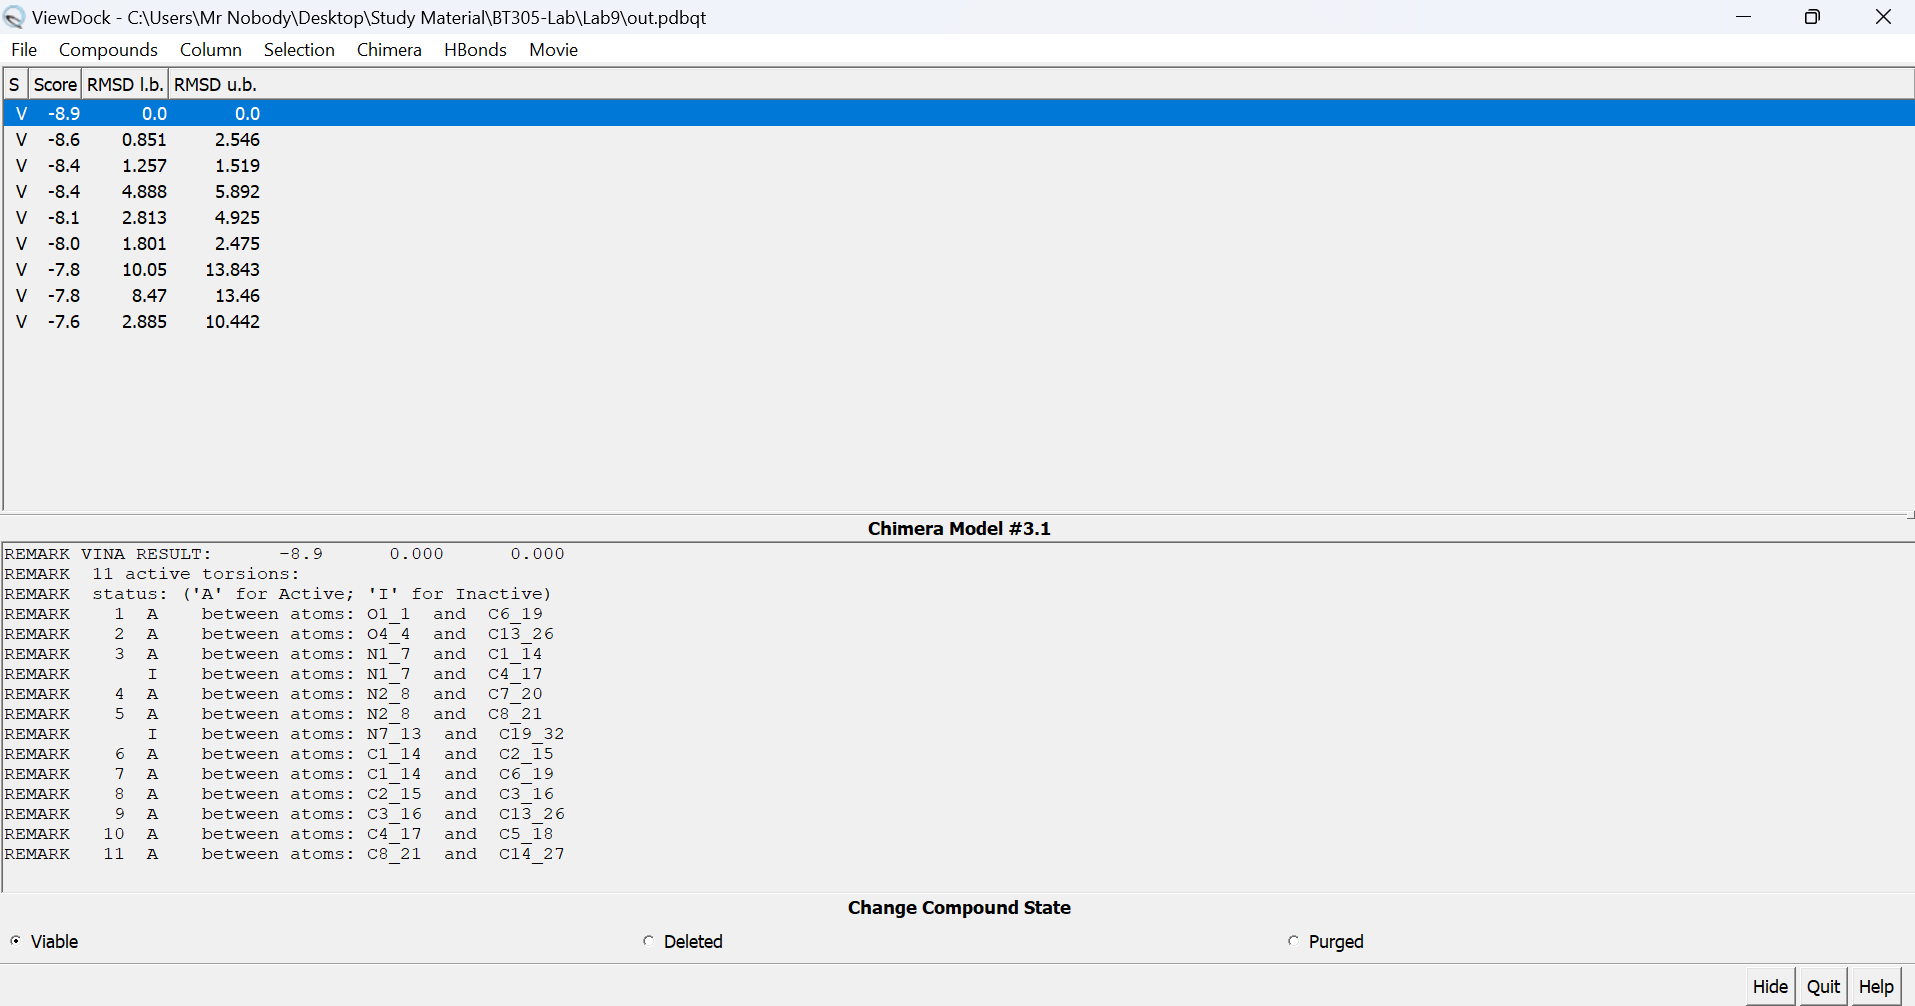 ViewDock - C:\Users\Mr Nobody\Desktop\Study Material\BT305-Lab\Lab9\out.pdbqt
File Compounds Column Selection Chimera HBonds Movie
S Score RMSD l.b. RMSD u.b.
V -8.9 0.0 0.0
V -8.6 0.851 2.546
V -8.4 1.257 1.519
V -8.4 4.888 5.892
V -8.1 2.813 4.925
V -8.0 1.801 2.475
V -7.8 10.05 13.843
V -7.8 8.47 13.46
V -7.6 2.885 10.442
Chimera Model #3.1
REMARK VINA RESULT: -8.9 0.000 0.000
REMARK 11 active torsions:
REMARK status: ('A' for Active; 'I' for Inactive)
REMARK 1 A between atoms: O1_1 and C6_19
REMARK 2 A between atoms: O4_4 and C13_26
REMARK 3 A between atoms: N1_7 and C1_14
REMARK I between atoms: N1_7 and C4_17
REMARK 4 A between atoms: N2_8 and C7_20
REMARK 5 A between atoms: N2_8 and C8_21
REMARK I between atoms: N7_13 and C19_32
REMARK 6 A between atoms: C1_14 and C2_15
REMARK 7 A between atoms: C1_14 and C6_19
REMARK 8 A between atoms: C2_15 and C3_16
REMARK 9 A between atoms: C3_16 and C13_26
REMARK 10 A between atoms: C4_17 and C5_18
REMARK 11 A between atoms: C8_21 and C14_27
Change Compound State
Viable Deleted Purged
Hide Quit Help